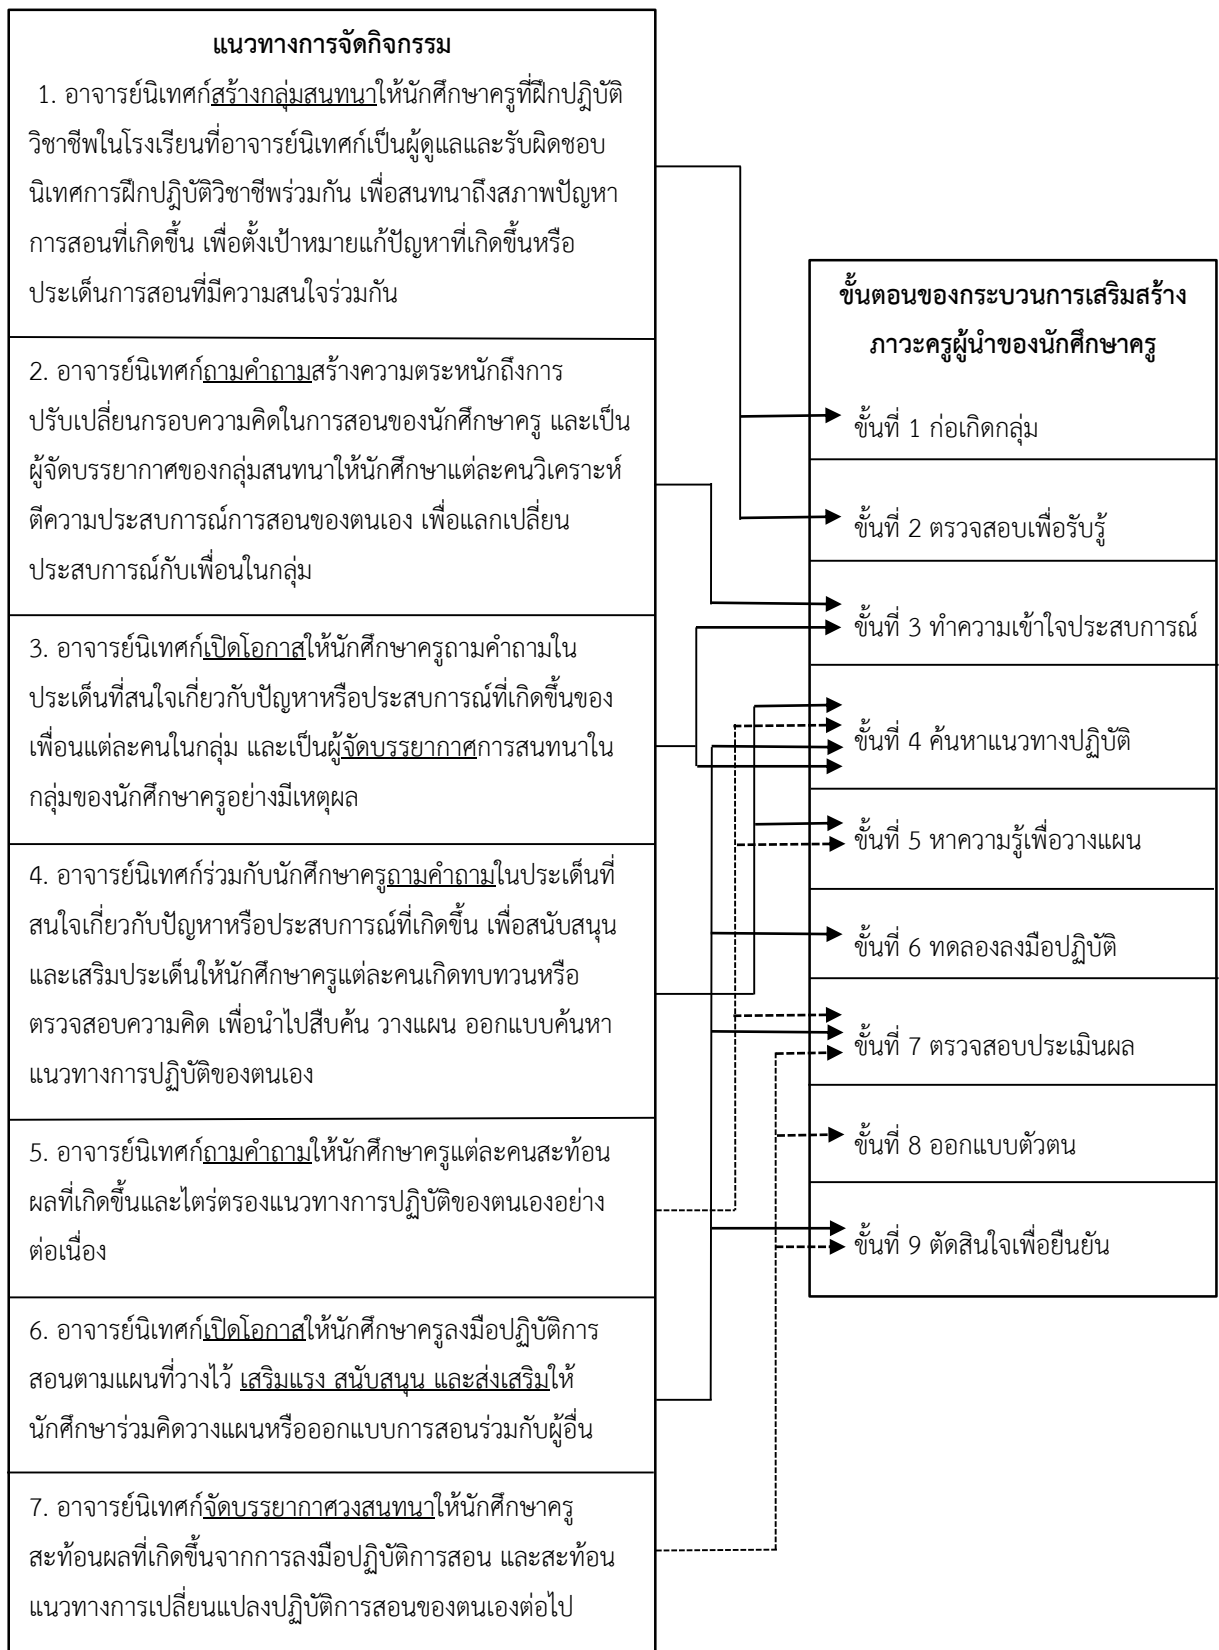 แนวทางการจัดกิจกรรม
1. อาจารย์นิเทศก์สร้างกลุ่มสนทนาให้นักศึกษาครูที่ฝึกปฏิบัติ
วิชาชีพในโรงเรียนที่อาจารย์นิเทศก์เป็นผู้ดูแลและรับผิดชอบ
นิเทศการฝึกปฏิบัติวิชาชีพร่วมกัน เพื่อสนทนาถึงสภาพปัญหา
การสอนที่เกิดขึ้น เพื่อตั้งเป้าหมายแก้ปัญหาที่เกิดขึ้นหรือ
ประเด็นการสอนที่มีความสนใจร่วมกัน
2. อาจารย์นิเทศก์ถามคำถามสร้างความตระหนักถึงการ
ปรับเปลี่ยนกรอบความคิดในการสอนของนักศึกษาครู และเป็น
ผู้จัดบรรยากาศของกลุ่มสนทนาให้นักศึกษาแต่ละคนวิเคราะห์
ตีความประสบการณ์การสอนของตนเอง เพื่อแลกเปลี่ยน
ประสบการณ์กับเพื่อนในกลุ่ม
3. อาจารย์นิเทศก์เปิดโอกาสให้นักศึกษาครูถามคำถามใน
ประเด็นที่สนใจเกี่ยวกับปัญหาหรือประสบการณ์ที่เกิดขึ้นของ
เพื่อนแต่ละคนในกลุ่ม และเป็นผู้จัดบรรยากาศการสนทนาใน
กลุ่มของนักศึกษาครูอย่างมีเหตุผล
4. อาจารย์นิเทศก์ร่วมกับนักศึกษาครูถามคำถามในประเด็นที่
สนใจเกี่ยวกับปัญหาหรือประสบการณ์ที่เกิดขึ้น เพื่อสนับสนุน
และเสริมประเด็นให้นักศึกษาครูแต่ละคนเกิดทบทวนหรือ
ตรวจสอบความคิด เพื่อนำไปสืบค้น วางแผน ออกแบบค้นหา
แนวทางการปฏิบัติของตนเอง
5. อาจารย์นิเทศก์ถามคำถามให้นักศึกษาครูแต่ละคนสะท้อน
ผลที่เกิดขึ้นและไตร่ตรองแนวทางการปฏิบัติของตนเองอย่าง
ต่อเนื่อง
6. อาจารย์นิเทศก์เปิดโอกาสให้นักศึกษาครูลงมือปฏิบัติการ
สอนตามแผนที่วางไว้ เสริมแรง สนับสนุน และส่งเสริมให้
นักศึกษาร่วมคิดวางแผนหรือออกแบบการสอนร่วมกับผู้อื่น
7. อาจารย์นิเทศก์จัดบรรยากาศวงสนทนาให้นักศึกษาครู
สะท้อนผลที่เกิดขึ้นจากการลงมือปฏิบัติการสอน และสะท้อน
แนวทางการเปลี่ยนแปลงปฏิบัติการสอนของตนเองต่อไป
ขั้นตอนของกระบวนการเสริมสร้าง
ภาวะครูผู้นำของนักศึกษาครู
ขั้นที่ 1 ก่อเกิดกลุ่ม
ขั้นที่ 2 ตรวจสอบเพื่อรับรู้
ขั้นที่ 3 ทำความเข้าใจประสบการณ์
ขั้นที่ 4 ค้นหาแนวทางปฏิบัติ
ขั้นที่ 5 หาความรู้เพื่อวางแผน
ขั้นที่ 6 ทดลองลงมือปฏิบัติ
ขั้นที่ 7 ตรวจสอบประเมินผล
ขั้นที่ 8 ออกแบบตัวตน
ขั้นที่ 9 ตัดสินใจเพื่อยืนยัน